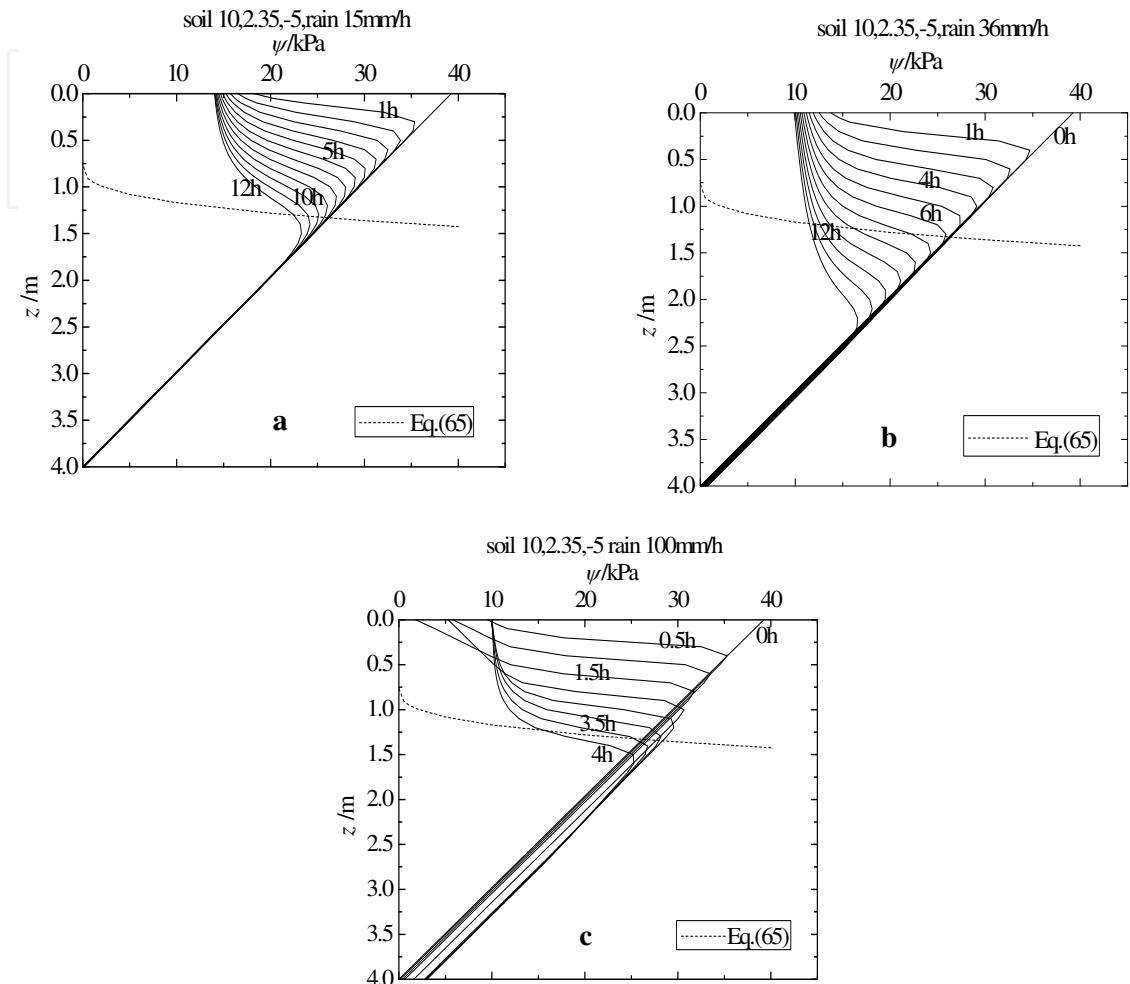 soil 10,2.35,-5,rain 15mm/h
ψ/kPa
0 10 20 30 40
0.0
0.5
1.0
1.5
2.0
2.5
3.0
3.5
4.0
z /m
1h
5h
10h
12h
a
Eq.(65)
soil 10,2.35,-5,rain 36mm/h
ψ/kPa
0 10 20 30 40
0.0
0.5
1.0
1.5
2.0
2.5
3.0
3.5
4.0
z /m
0h
1h
4h
6h
12h
b
Eq.(65)
soil 10,2.35,-5 rain 100mm/h
ψ/kPa
0 10 20 30 40
0.0
0.5
1.0
1.5
2.0
2.5
3.0
3.5
4.0
z /m
0h
0.5h
1.5h
3.5h
4h
c
Eq.(65)